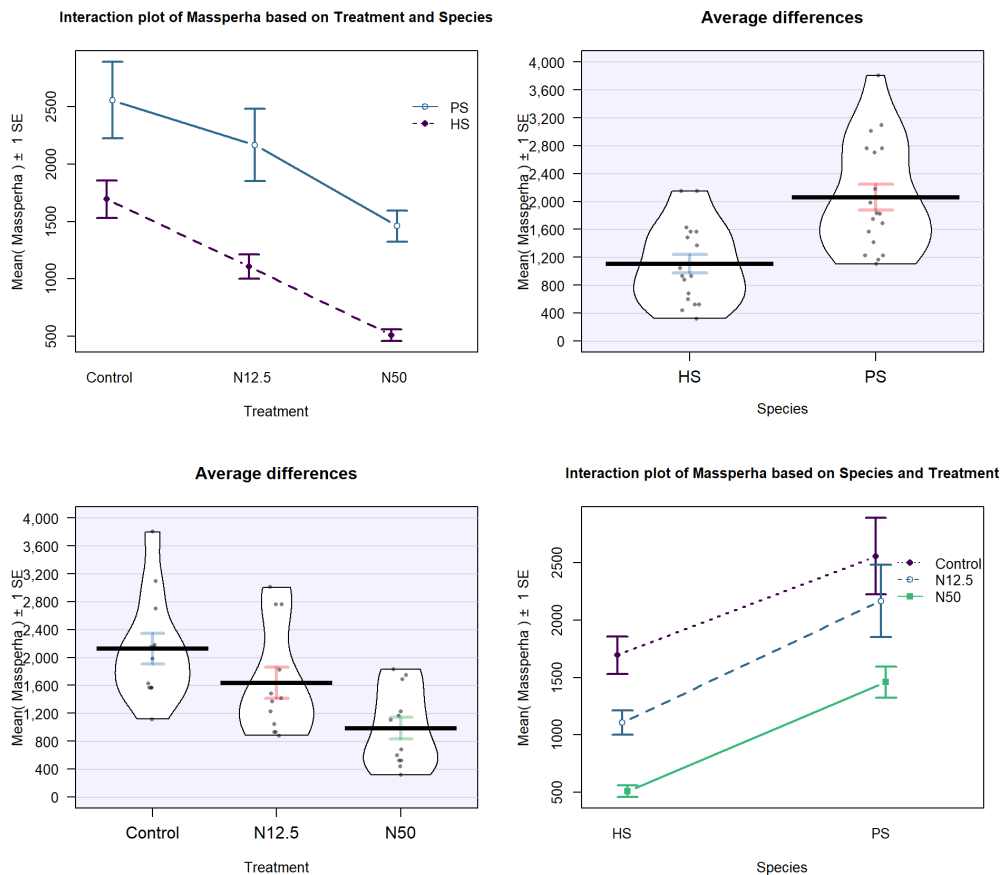 Interaction plot of Massperha based on Treatment and Species
Mean( Massperha ) ± 1 SE
2500
2000
1500
1000
500
PS
HS
Control
N12.5
N50
Treatment
Average differences
Mean( Massperha ) ± 1 SE
4,000
3,600
3,200
2,800
2,400
2,000
1,600
1,200
800
400
0
HS
PS
Species
Average differences
Mean( Massperha ) ± 1 SE
4,000
3,600
3,200
2,800
2,400
2,000
1,600
1,200
800
400
0
Control
N12.5
N50
Treatment
Interaction plot of Massperha based on Species and Treatment
Mean( Massperha ) ± 1 SE
2500
2000
1500
1000
500
Control
N12.5
N50
HS
PS
Species